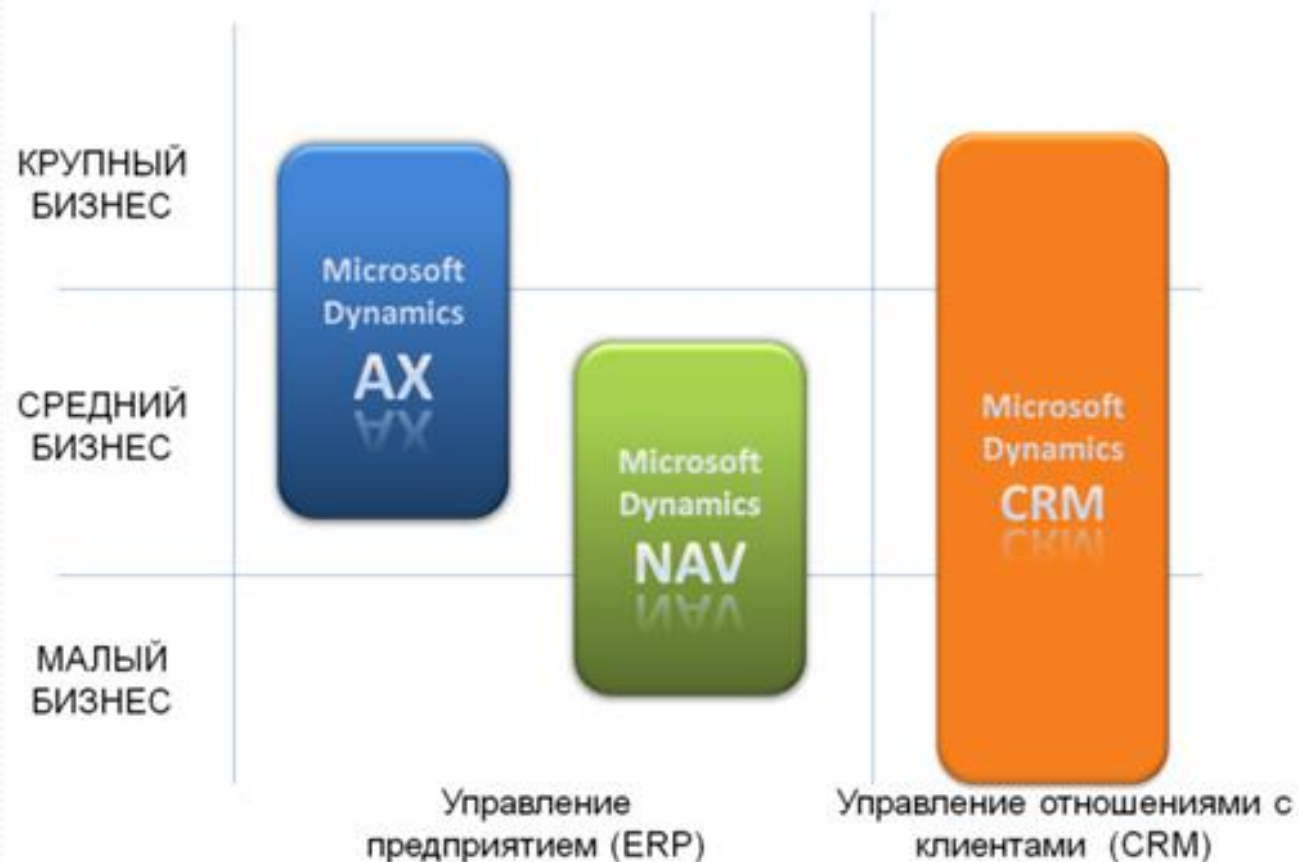 КРУПНЫЙ
БИЗНЕС
Microsoft
Dynamics
AX
СРЕДНИЙ
БИЗНЕС
Microsoft
Dynamics
NAV
Microsoft
Dynamics
CRM
МАЛЫЙ
БИЗНЕС
Управление
предприятием (ERP)
Управление отношениями с
клиентами (CRM)